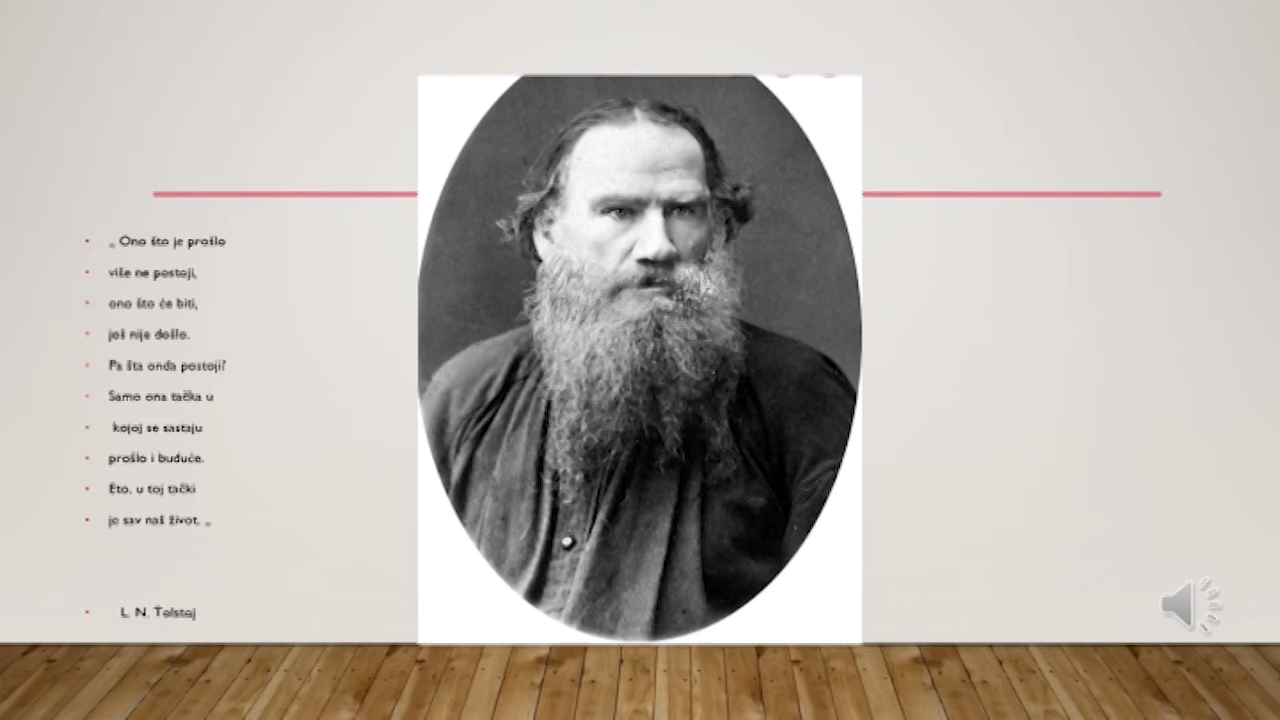 „ Ono što je prošlo
više ne postoji,
ono što će biti,
još nije došlo.
Pa šta onda postoji?
Samo ona tačka u
kojoj se sastaju
prošlo i buduće.
Eto, u toj tački
je sav naš život. „
L. N. Tolstoj